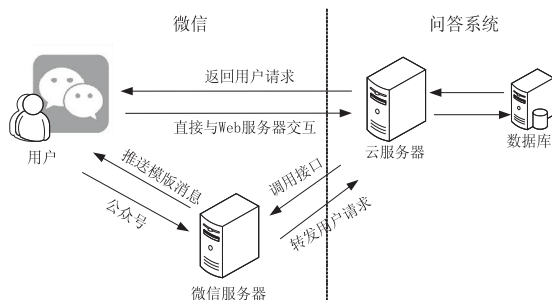 微信
问答系统
返回用户请求
直接与Web服务器交互
用户
云服务器
数据库
推送模版消息
公众号
调用接口
转发用户请求
微信服务器